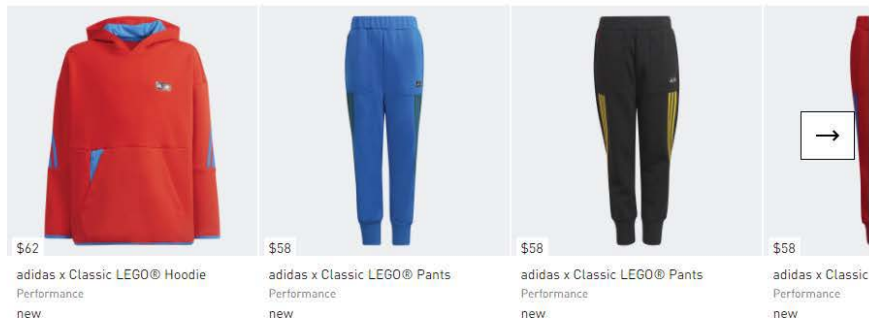 $62
adidas x Classic LEGO® Hoodie
Performance
new
$58
adidas x Classic LEGO® Pants
Performance
new
$58
adidas x Classic LEGO® Pants
Performance
new
$58
adidas x Classic
Performance
new